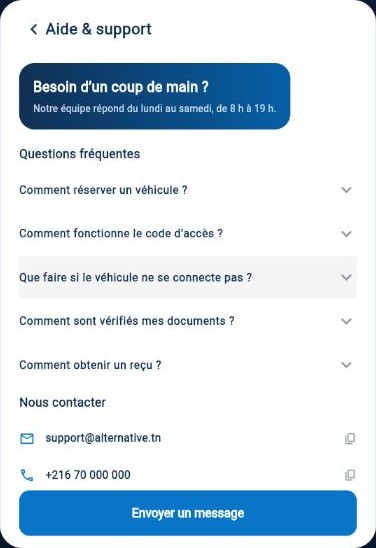 Aide & support
Besoin d'un coup de main ?
Notre équipe répond du lundi au samedi, de 8 h à 19 h.
Questions fréquentes
Comment réserver un véhicule ?
Comment fonctionne le code d'accès ?
Que faire si le véhicule ne se connecte pas ?
Comment sont vérifiés mes documents ?
Comment obtenir un reçu ?
Nous contacter
support@alternative.tn
+216 70 000 000
Envoyer un message